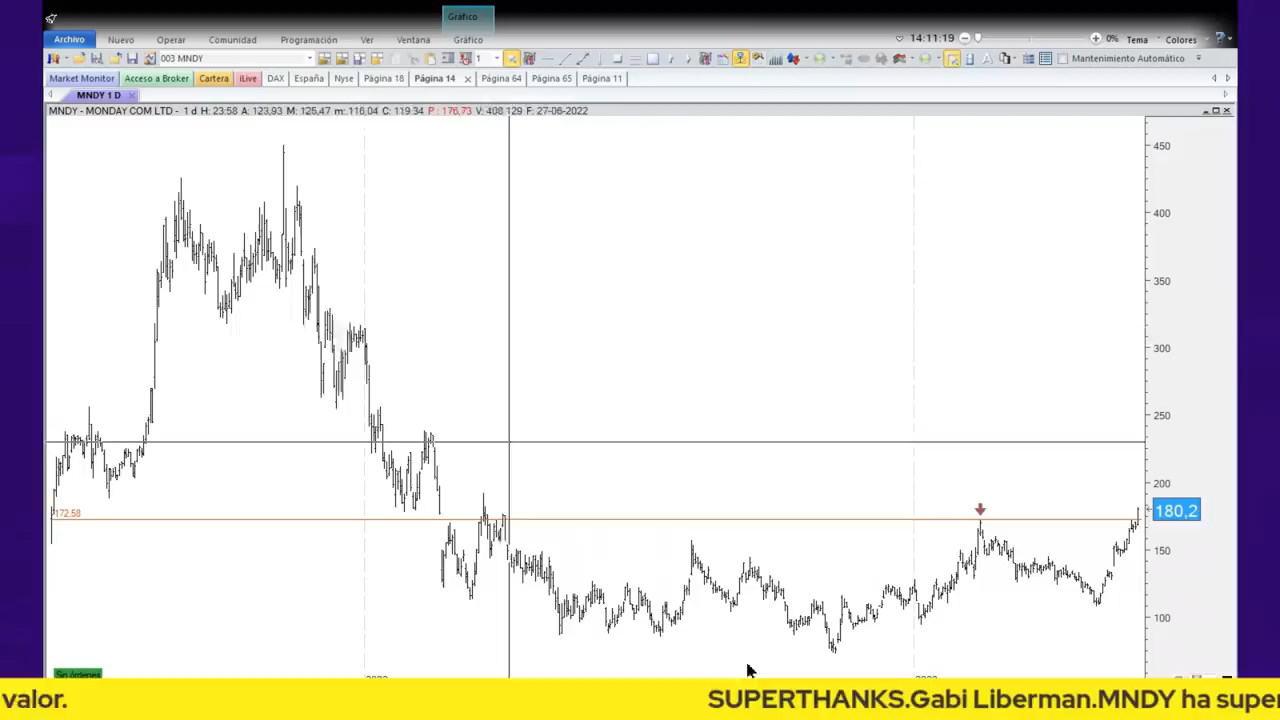 Gráfico
Archivo Nuevo Operar Comunidad Programación Ver Ventana Gráfico 14:11:19 0% Tema Colores
003 MNDY 1 Mantenimiento Automático
Market Monitor Acceso a Broker Cartera iLive DAX España Nyse Página 18 Página 14 Página 64 Página 65 Página 11
MNDY 1 D
MNDY - MONDAY COM LTD - 1 d H: 23:58 A: 123,93 M: 125,47 m: 116,04 C: 119,34 P: 176,73 V: 408.129 F: 27-06-2022
450
400
350
300
250
200
172,58
180,2
150
100
Sin órdenes
valor. SUPERTHANKS.Gabi Liberman.MNDY ha supe